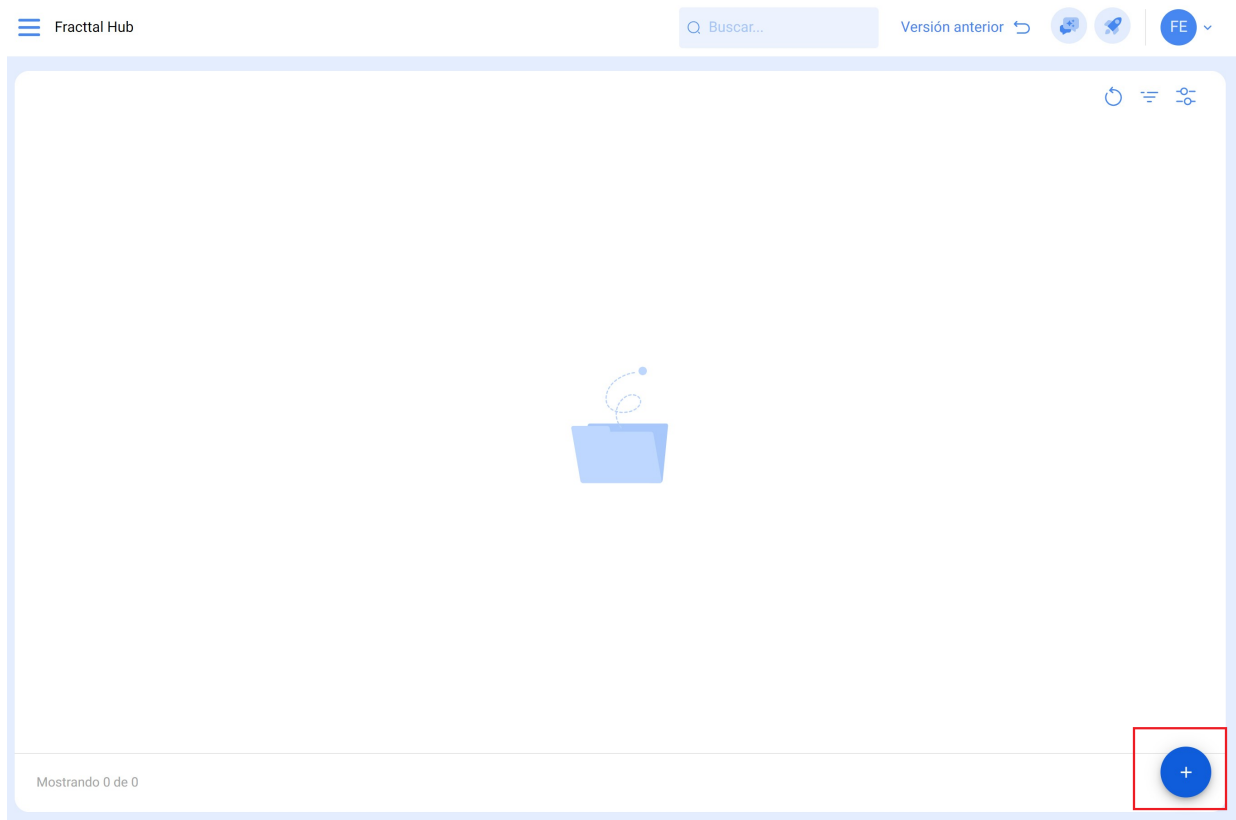 Fracttal Hub
Buscar...
Versión anterior
FE
Mostrando 0 de 0
+